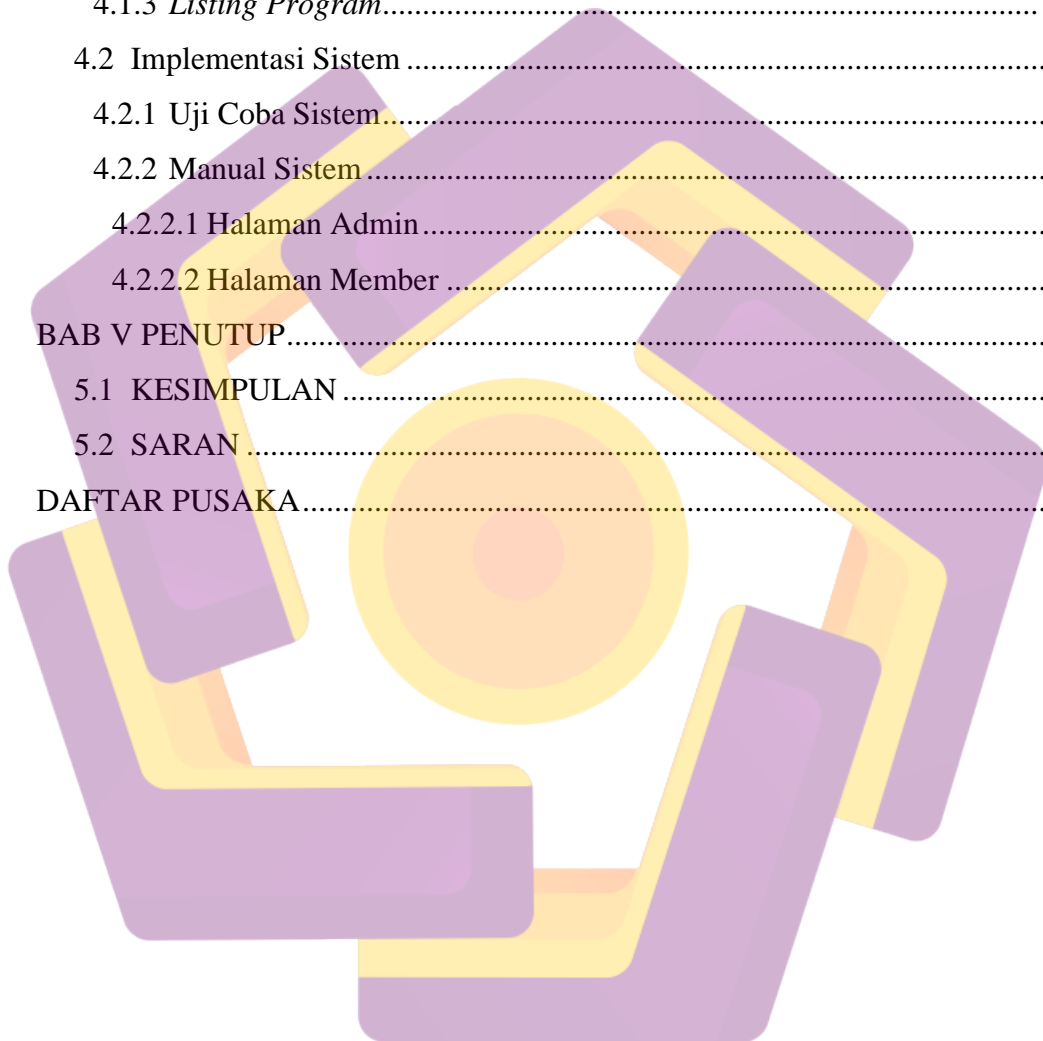 4.1.3 Listing Program........................................................................
4.2 Implementasi Sistem ......................................................................
4.2.1 Uji Coba Sistem........................................................................
4.2.2 Manual Sistem ..........................................................................
4.2.2.1 Halaman Admin ......................................................................
4.2.2.2 Halaman Member ...................................................................
BAB V PENUTUP.................................................................................
5.1 KESIMPULAN ...............................................................................
5.2 SARAN ..........................................................................................
DAFTAR PUSAKA...............................................................................